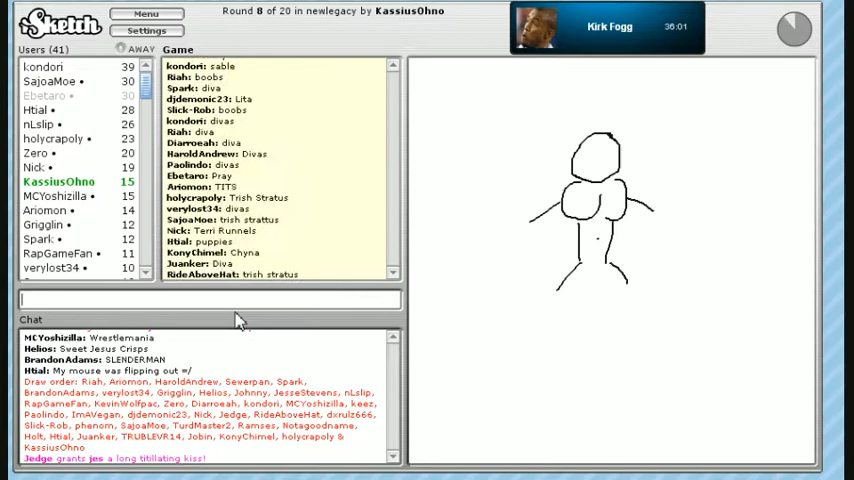 iSketch
Menu
Settings
Round 8 of 20 in newlegacy by KassiusOhno
Kirk Fogg
36:01
Users (41)
AWAY
Game
kondori 39
SajoaMoe • 30
Ebetaro • 30
Htial • 28
nLslip • 26
holycrapoly • 23
Zero • 20
Nick • 19
KassiusOhno 15
MCYoshizilla • 15
Ariomon • 14
Grigglin • 12
Spark • 12
RapGameFan • 11
verylost34 • 10
kondori: sable
Riah: boobs
Spark: diva
djdemonic23: Lita
Slick-Rob: boobs
kondori: divas
Riah: diva
Diarroeah: diva
HaroldAndrew: Divas
Paolindo: divas
Ebetaro: Pray
Ariomon: TITS
holycrapoly: Trish Stratus
verylost34: divas
SajoaMoe: trish strattus
Nick: Terri Runnels
Htial: puppies
KonyChimel: Chyna
Juanker: Diva
RideAboveHat: trish stratus
Chat
MCYoshizilla: Wrestlemania
Helios: Sweet Jesus Crisps
BrandonAdams: SLENDERMAN
Htial: My mouse was flipping out =/
Draw order: Riah, Ariomon, HaroldAndrew, Sewerpan, Spark,
BrandonAdams, verylost34, Grigglin, Helios, Johnny, JesseStevens, nLslip,
RapGameFan, KevinWolfpac, Zero, Diarroeah, kondori, MCYoshizilla, keez,
Paolindo, ImAVegan, djdemonic23, Nick, Jedge, RideAboveHat, dxrulz666,
Slick-Rob, phenom, SajoaMoe, TurdMaster2, Ramses, Notagoodname,
Holt, Htial, Juanker, TRUBLEVR14, Jobin, KonyChimel, holycrapoly &
KassiusOhno
Jedge grants jes a long titillating kiss!